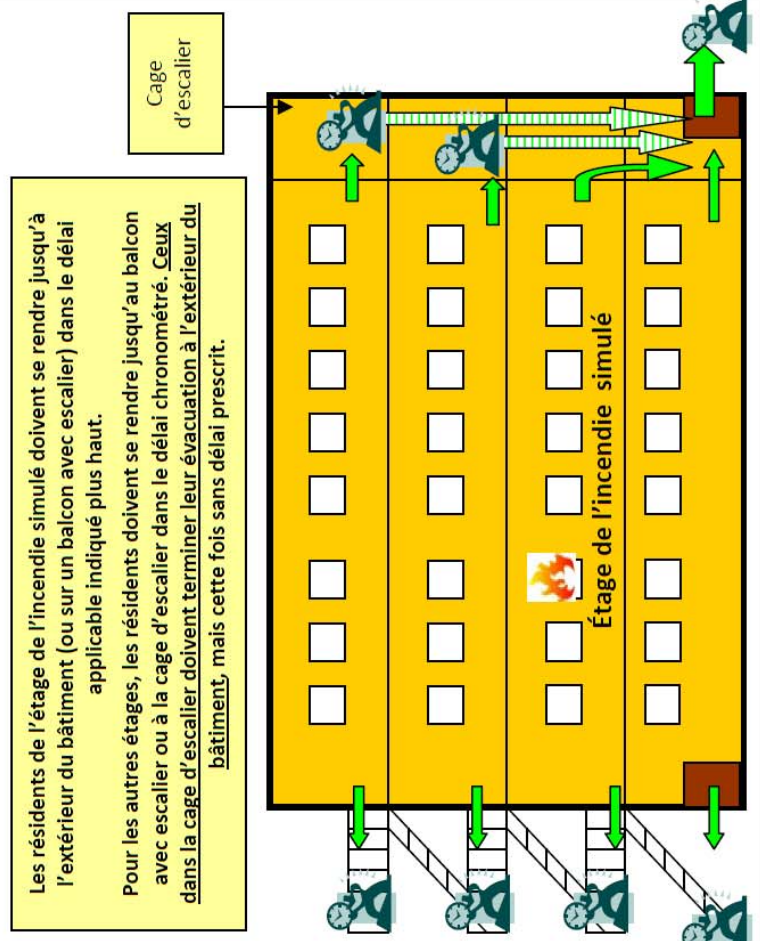 Les résidents de l'étage de l'incendie simulé doivent se rendre jusqu'à
l'extérieur du bâtiment (ou sur un balcon avec escalier) dans le délai
applicable indiqué plus haut.
Pour les autres étages, les résidents doivent se rendre jusqu'au balcon
avec escalier ou à la cage d'escalier dans le délai chronométré. Ceux
dans la cage d'escalier doivent terminer leur évacuation à l'extérieur du
bâtiment, mais cette fois sans délai prescrit.
Cage
d'escalier
Étage de l'incendie simulé